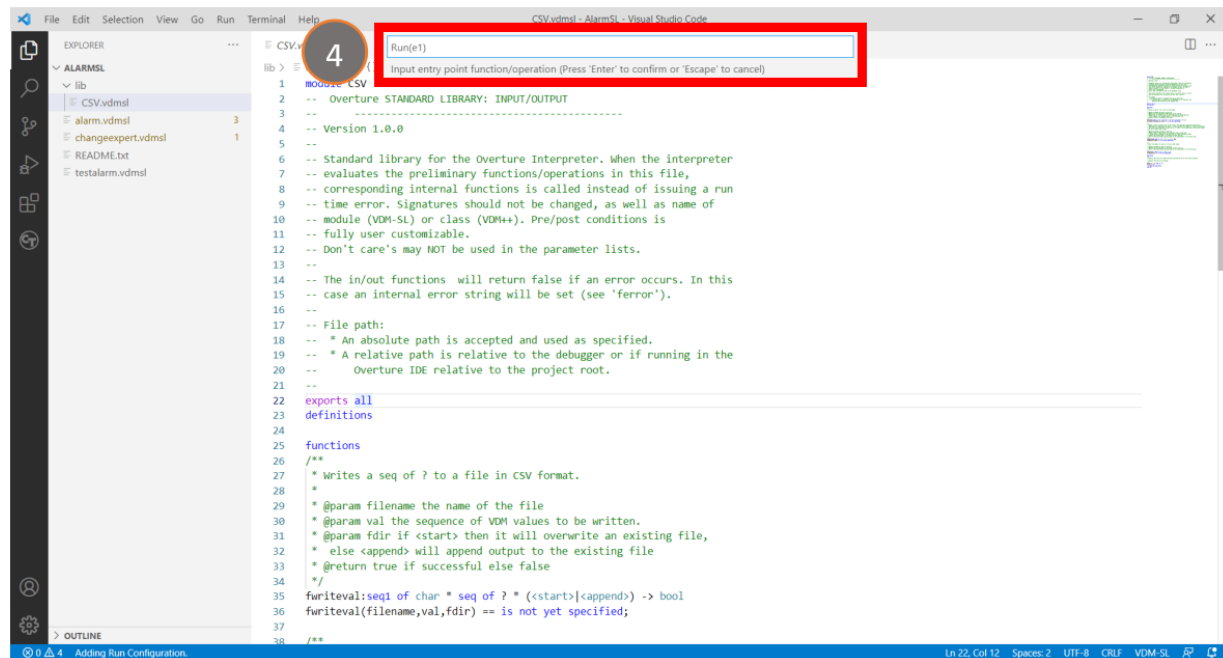 File Edit Selection View Go Run Terminal Help
CSV.vdmsl - AlarmSL - Visual Studio Code
EXPLORER
ALARMSL
lib
CSV.vdmsl
alarm.vdmsl 3
changeexpert.vdmsl 1
README.txt
testalarm.vdmsl
OUTLINE
4
Run(e1)
Input entry point function/operation (Press 'Enter' to confirm or 'Escape' to cancel)
lib >
1 module CSV
2 -- Overture STANDARD LIBRARY: INPUT/OUTPUT
3 -- --------------------------------------------
4 -- Version 1.0.0
5 --
6 -- Standard library for the Overture Interpreter. When the interpreter
7 -- evaluates the preliminary functions/operations in this file,
8 -- corresponding internal functions is called instead of issuing a run
9 -- time error. Signatures should not be changed, as well as name of
10 -- module (VDM-SL) or class (VDM++). Pre/post conditions is
11 -- fully user customizable.
12 -- Don't care's may NOT be used in the parameter lists.
13 --
14 -- The in/out functions  will return false if an error occurs. In this
15 -- case an internal error string will be set (see 'ferror').
16 --
17 -- File path:
18 --  * An absolute path is accepted and used as specified.
19 --  * A relative path is relative to the debugger or if running in the
20 --    Overture IDE relative to the project root.
21 --
22 exports all
23 definitions
24
25 functions
26 /**
27  * Writes a seq of ? to a file in CSV format.
28  *
29  * @param filename the name of the file
30  * @param val the sequence of VDM values to be written.
31  * @param fdir if <start> then it will overwrite an existing file,
32  *  else <append> will append output to the existing file
33  * @return true if successful else false
34  */
35 fwriteval:seq1 of char * seq of ? * (<start>|<append>) -> bool
36 fwriteval(filename,val,fdir) == is not yet specified;
37
38 /**
0 4 Adding Run Configuration.
Ln 22, Col 12 Spaces: 2 UTF-8 CRLF VDM-SL